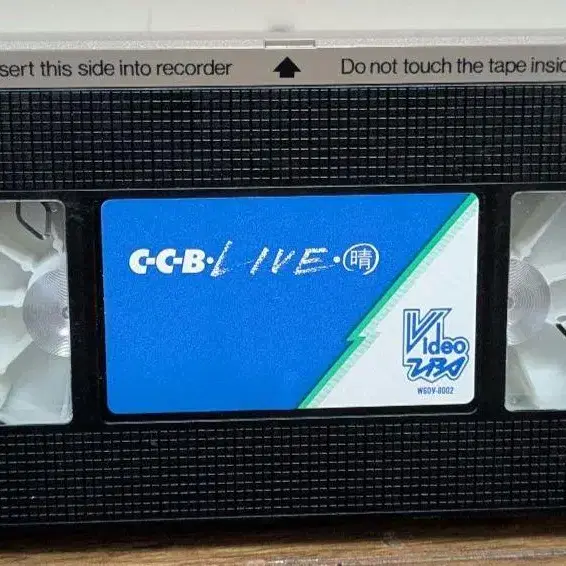 sert this side into recorder
Do not touch the tape insid
C-C-B·LIVE·晴
Video
W60V-8002